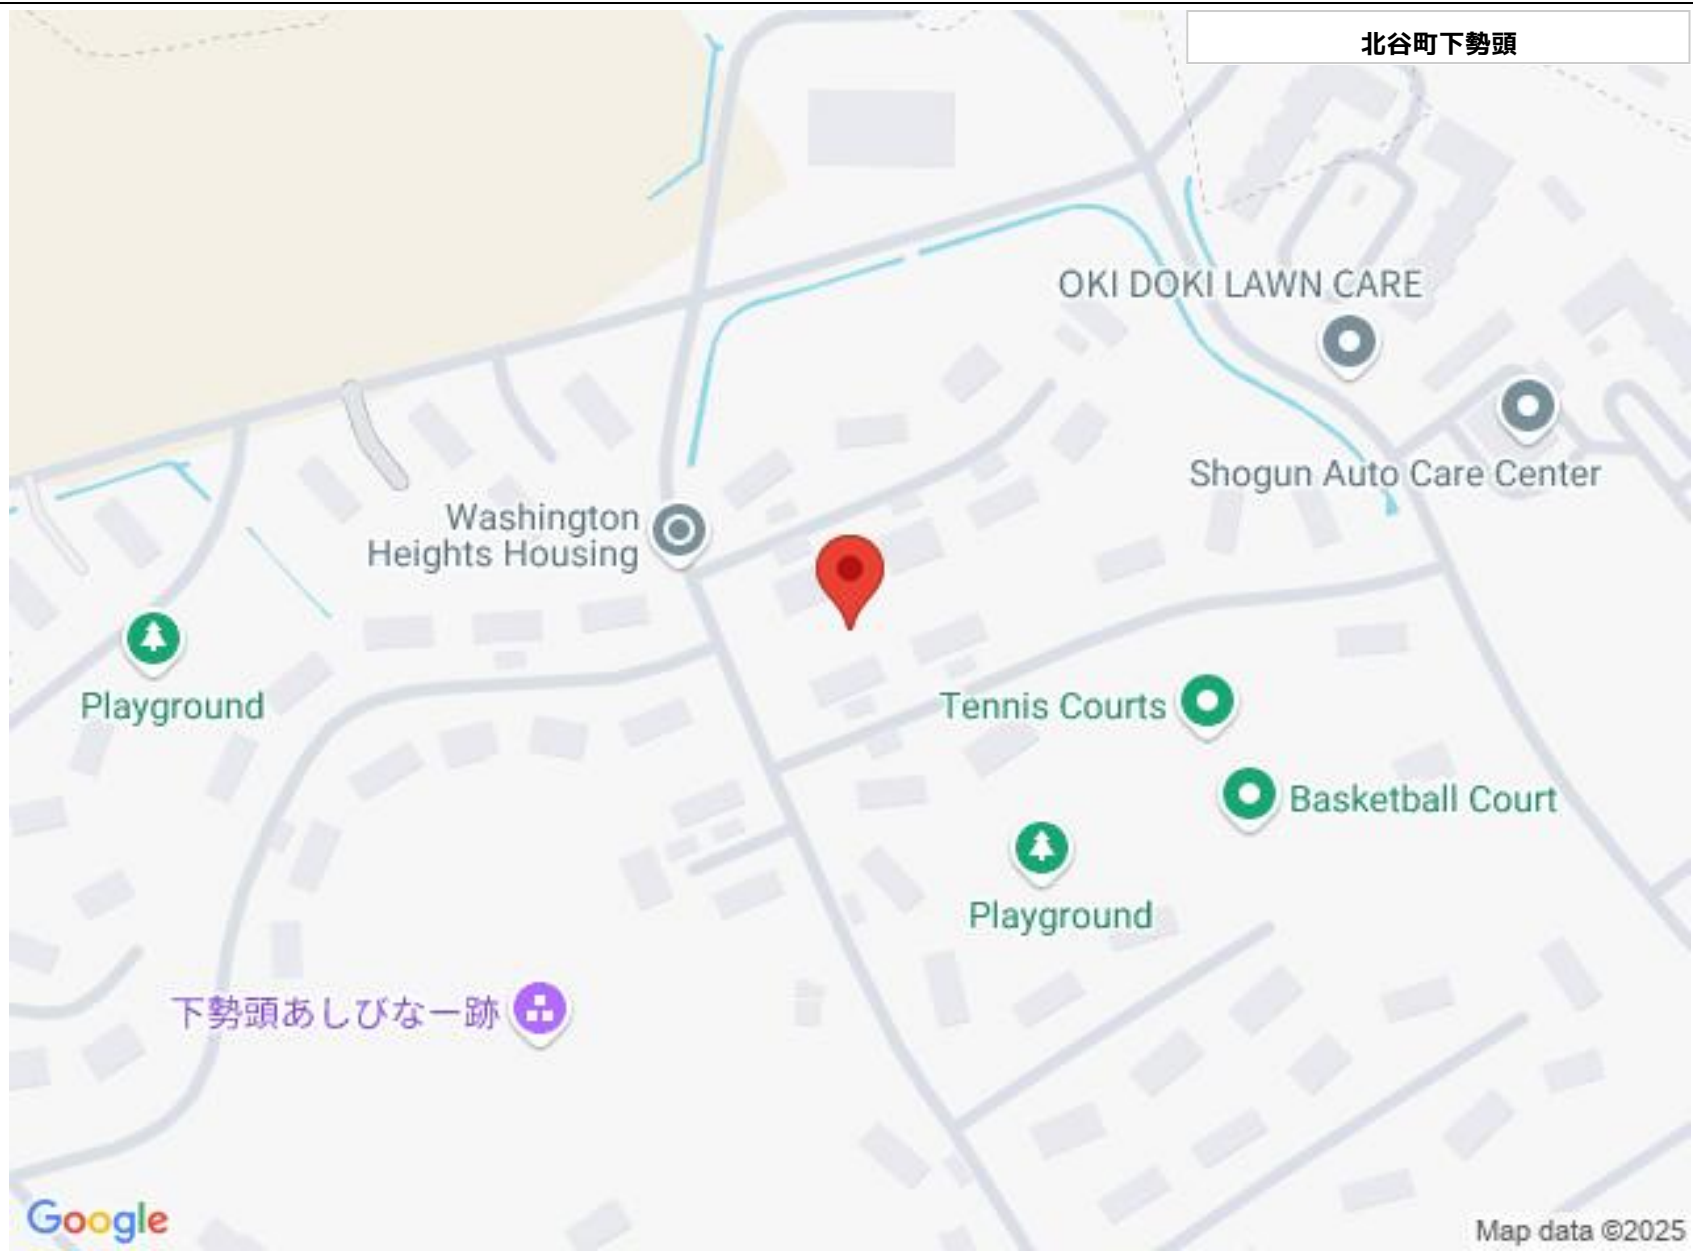 北谷町下勢頭
OKI DOKI LAWN CARE
Shogun Auto Care Center
Washington
Heights Housing
Playground
Tennis Courts
Basketball Court
Playground
下勢頭あしびなー跡
Google
Map data ©2025